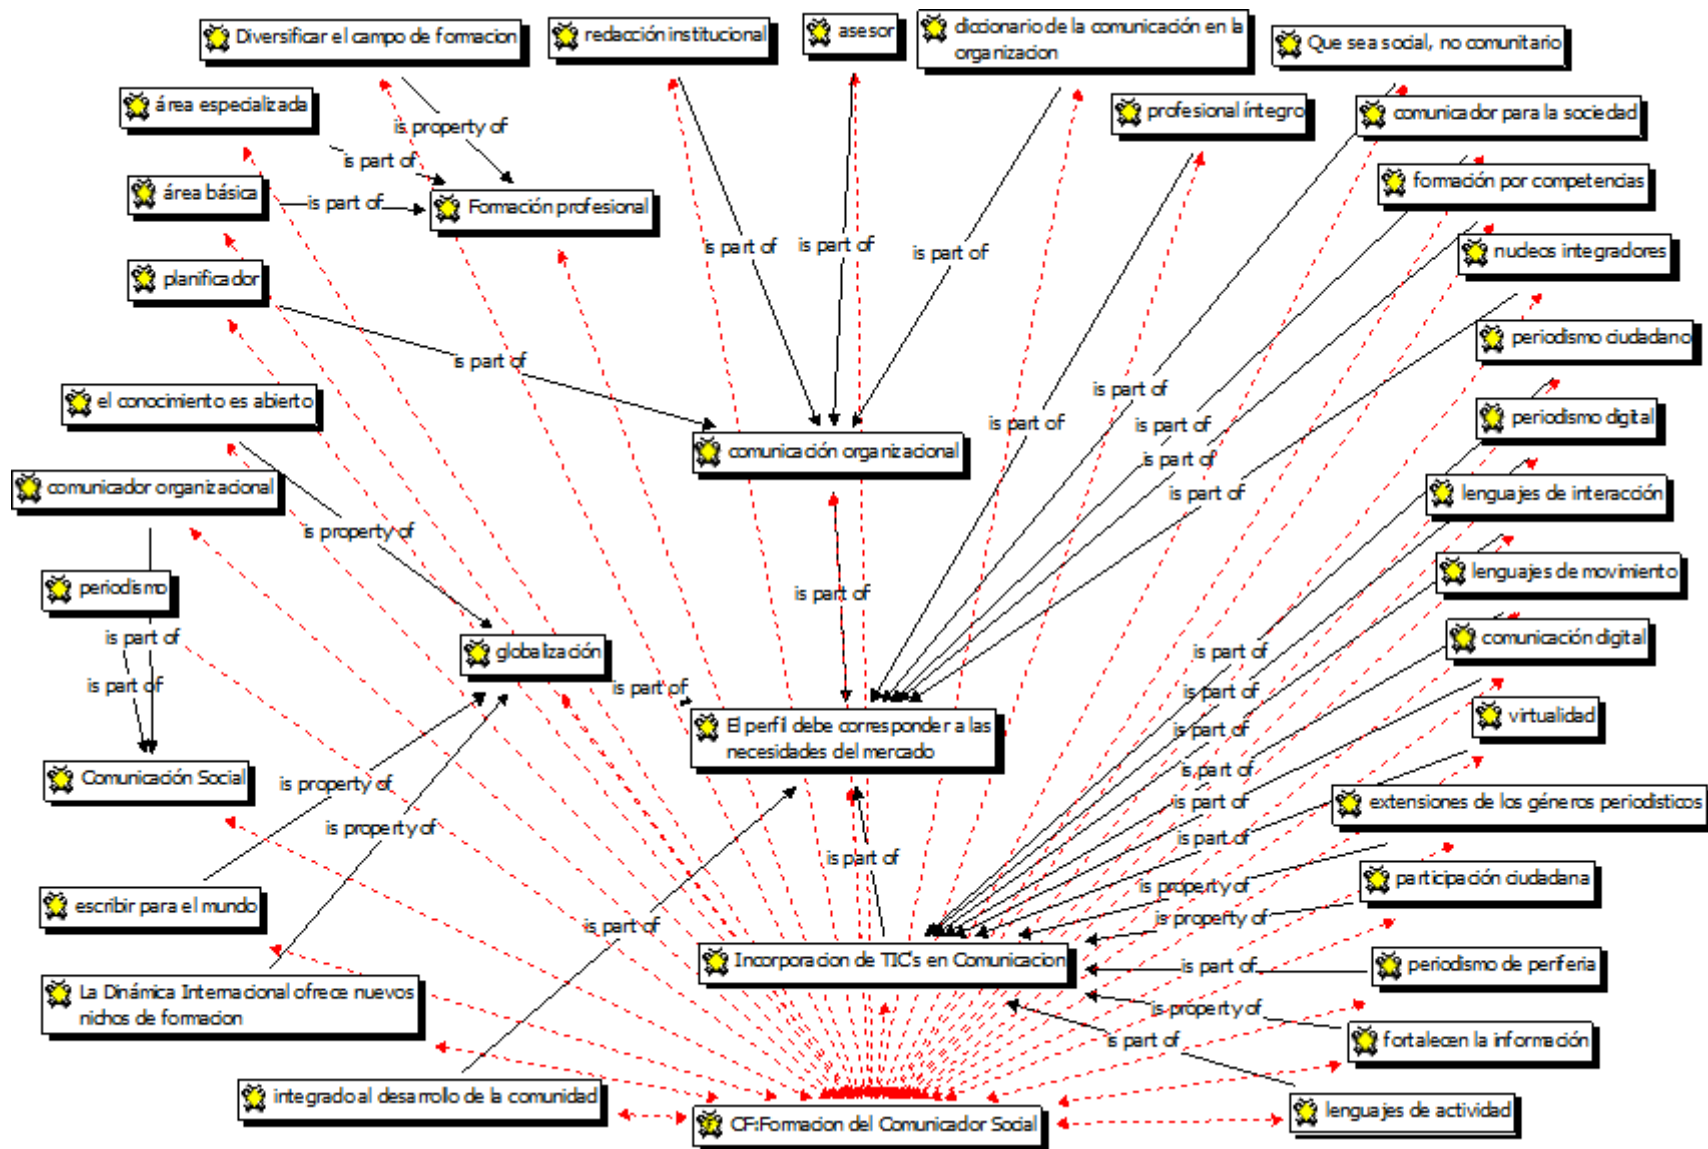 Diversificar el campo de formacion
redacción institucional
asesor
diccionario de la comunicación en la
organizacion
Que sea social, no comunitario
área especializada
profesional íntegro
comunicador para la sociedad
is property of
is part of
formación por competencias
área básica
is part of
Formación profesional
is part of
is part of
is part of
nucleos integradores
planificador
periodismo ciudadano
is part of
el conocimiento es abierto
is part of
is part of
is part of
periodismo digital
comunicación organizacional
is part of
comunicador organizacional
is part of
lenguajes de interacción
is property of
periodismo
is part of
lenguajes de movimiento
is part of
globalización
is part of
comunicación digital
is part of
is part of
is part of
El perfil debe corresponder a las
necesidades del mercado
is part of
virtualidad
Comunicación Social
is property of
is part of
is part of
extensiones de los géneros periodisticos
is property of
is part of
is part of
escribir para el mundo
is property of
participación ciudadana
is part of
is property of
Incorporacion de TIC's en Comunicacion
is part of
periodismo de periferia
La Dinámica Internacional ofrece nuevos
nichos de formacion
is property of
is part of
fortalecen la información
integrado al desarrollo de la comunidad
CF:Formacion del Comunicador Social
lenguajes de actividad